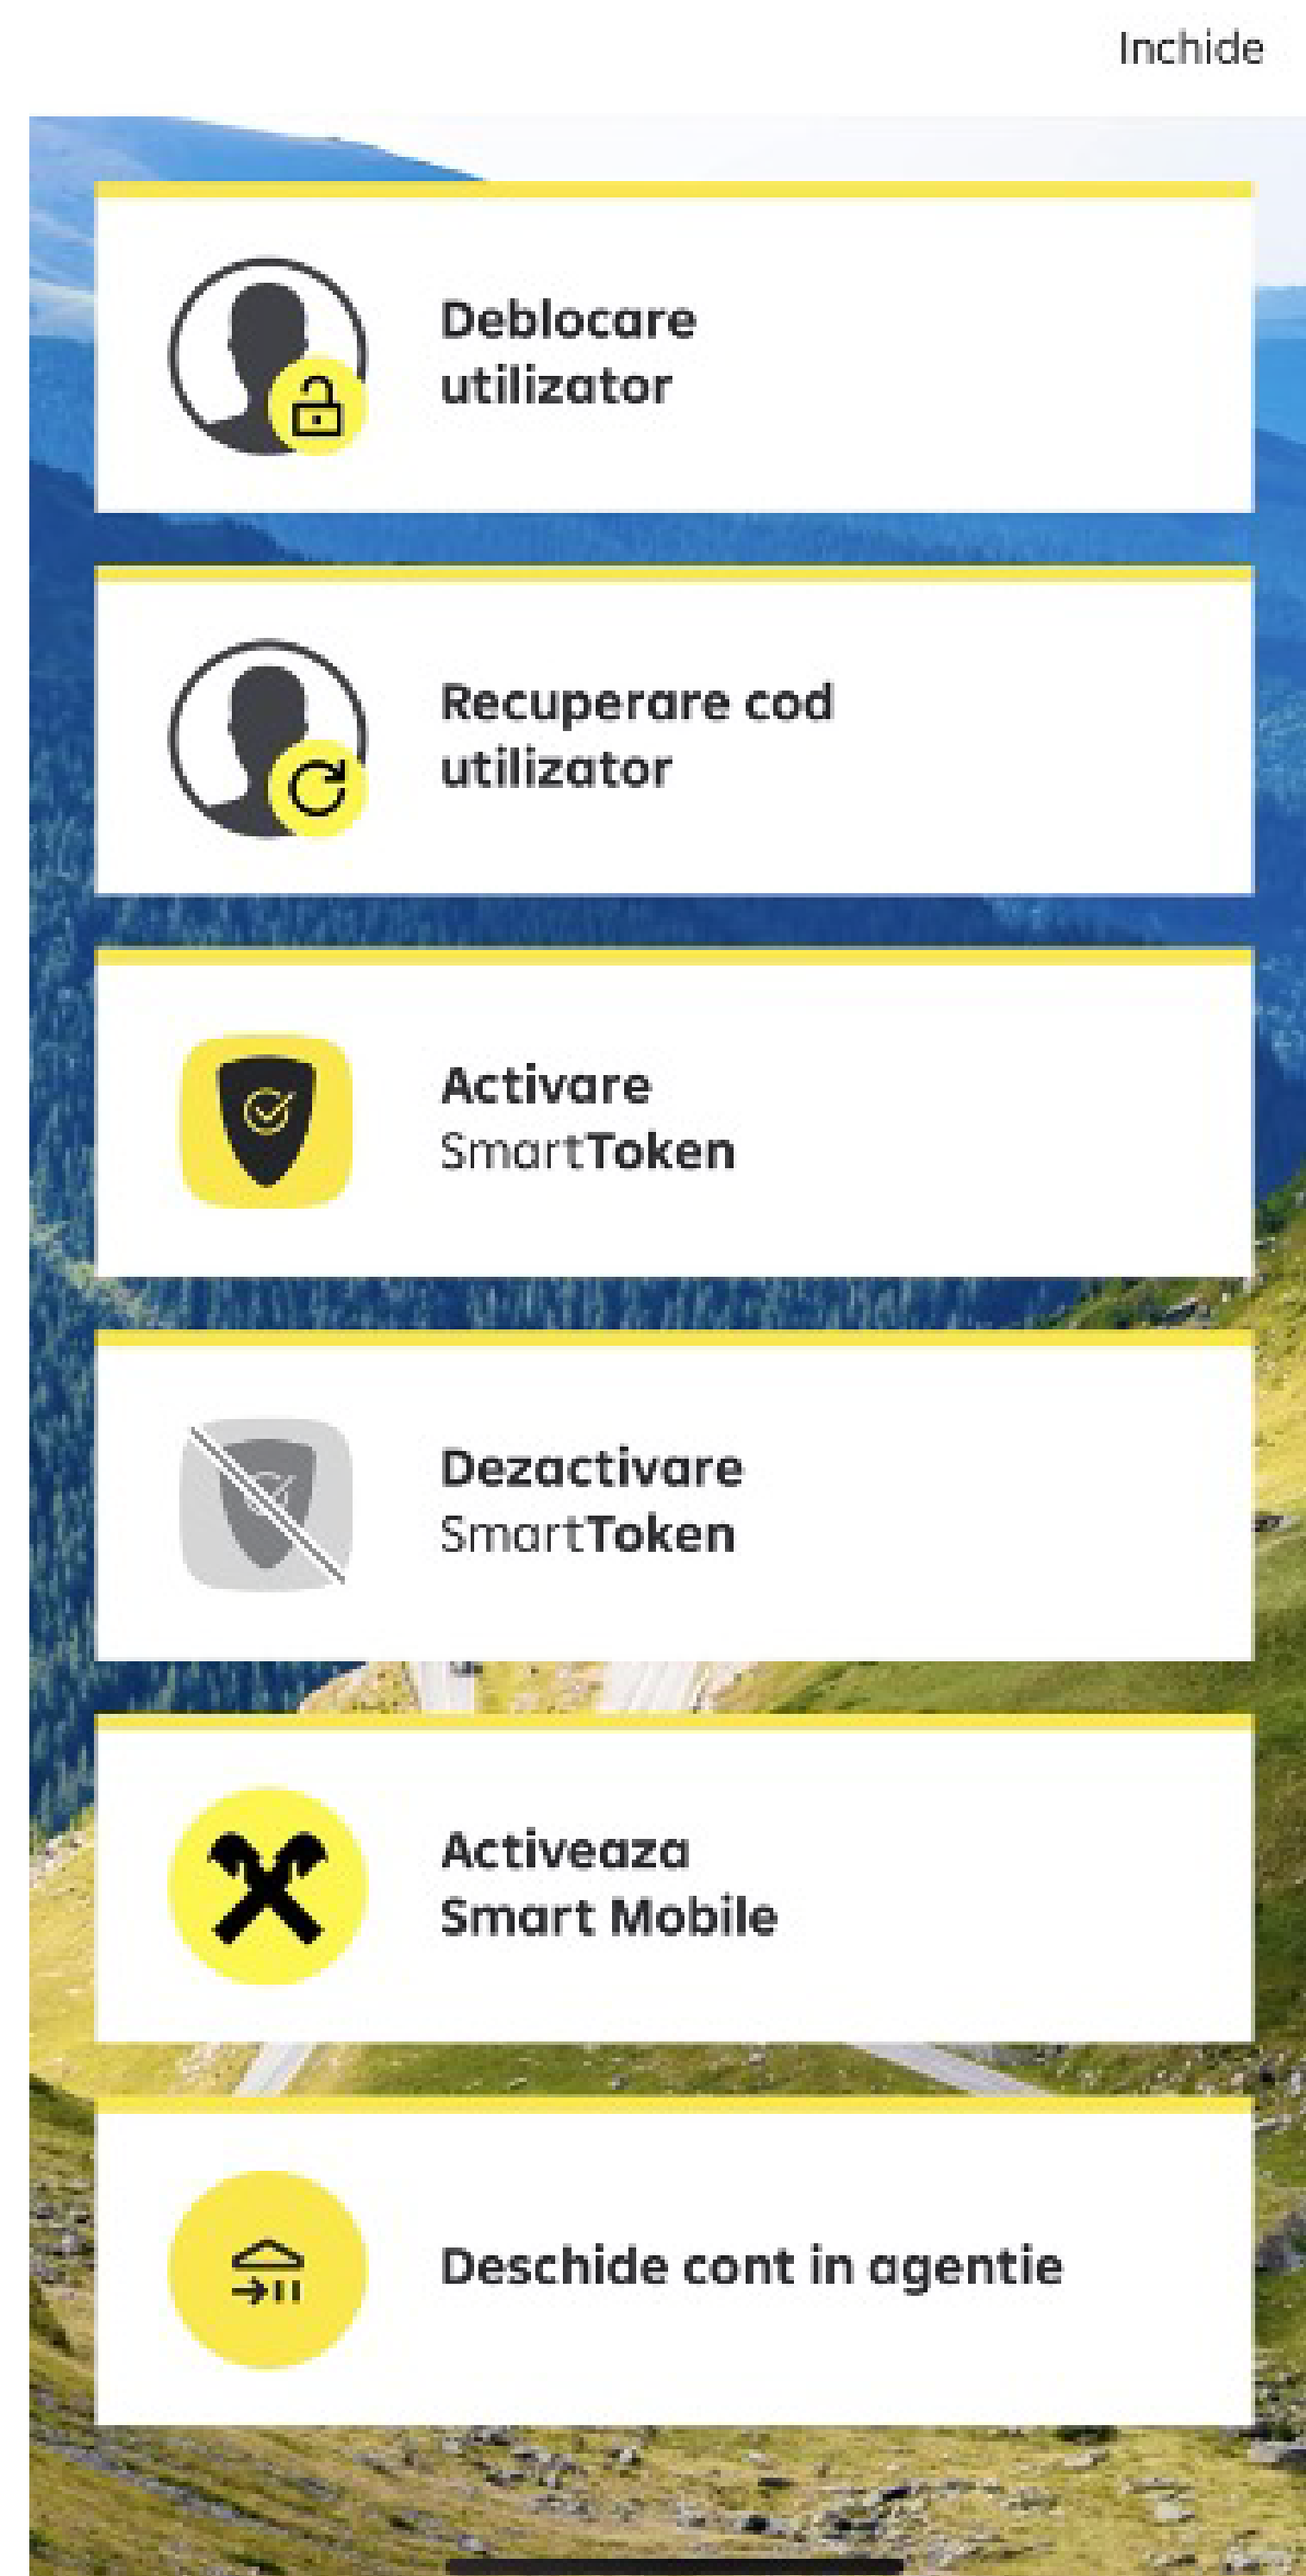 Inchide
Deblocare
utilizator
Recuperare cod
utilizator
Activare
SmartToken
Dezactivare
SmartToken
Activeaza
Smart Mobile
Deschide cont in agentie